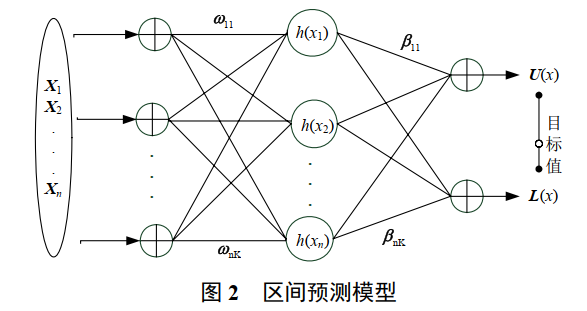 X₁
X₂
.
.
.
Xₙ
ω₁₁
ωₙK
h(x₁)
h(x₂)
.
.
.
h(xₙ)
β₁₁
βₙK
U(x)
目
标
值
L(x)
图 2 区间预测模型